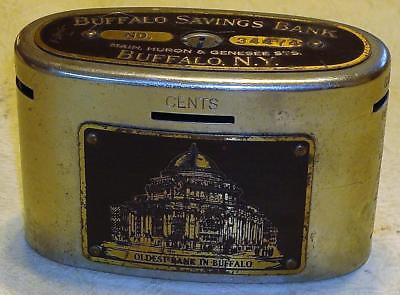 BUFFALO SAVINGS BANK
NO.
MAIN, HURON & GENESEE STS.
BUFFALO, N.Y.
CENTS
OLDEST BANK IN BUFFALO